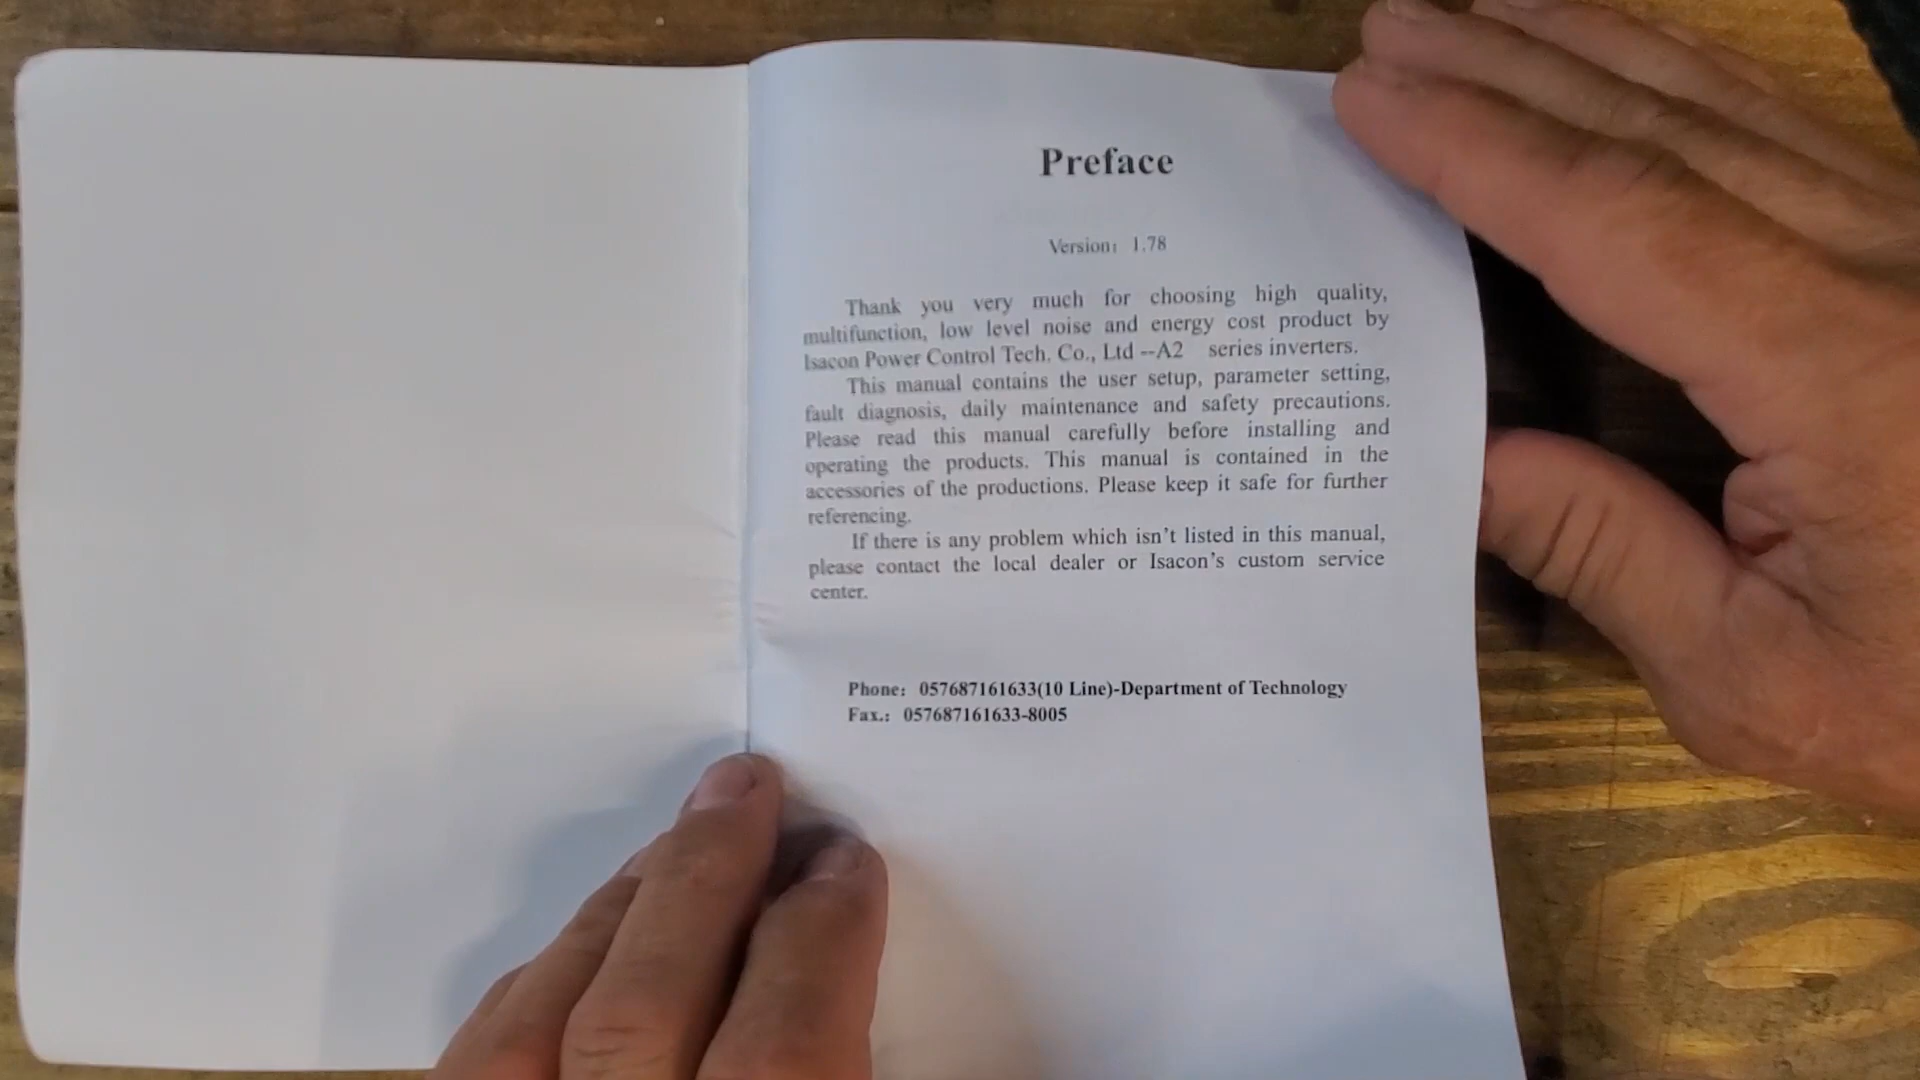 Preface
Version: 1.78
Thank you very much for choosing high quality,
multifunction, low level noise and energy cost product by
Isacon Power Control Tech. Co., Ltd --A2 series inverters.
This manual contains the user setup, parameter setting,
fault diagnosis, daily maintenance and safety precautions.
Please read this manual carefully before installing and
operating the products. This manual is contained in the
accessories of the productions. Please keep it safe for further
referencing.
If there is any problem which isn’t listed in this manual,
please contact the local dealer or Isacon’s custom service
center.
Phone: 057687161633(10 Line)-Department of Technology
Fax.: 057687161633-8005